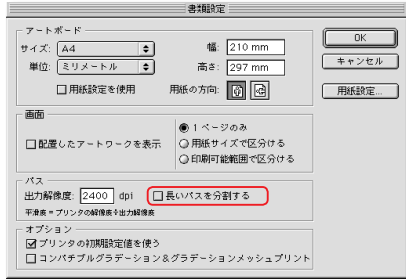 書類設定
アートボード
サイズ: A4
幅: 210 mm
単位: ミリメートル
高さ: 297 mm
用紙設定を使用
用紙の方向:
OK
キャンセル
用紙設定...
画面
配置したアートワークを表示
1 ページのみ
用紙サイズで区分ける
印刷可能範囲で区分ける
パス
出力解像度: 2400 dpi
長いパスを分割する
平滑度 = プリンタの解像度÷出力解像度
オプション
プリンタの初期設定値を使う
コンパチブルグラデーション&グラデーションメッシュプリント